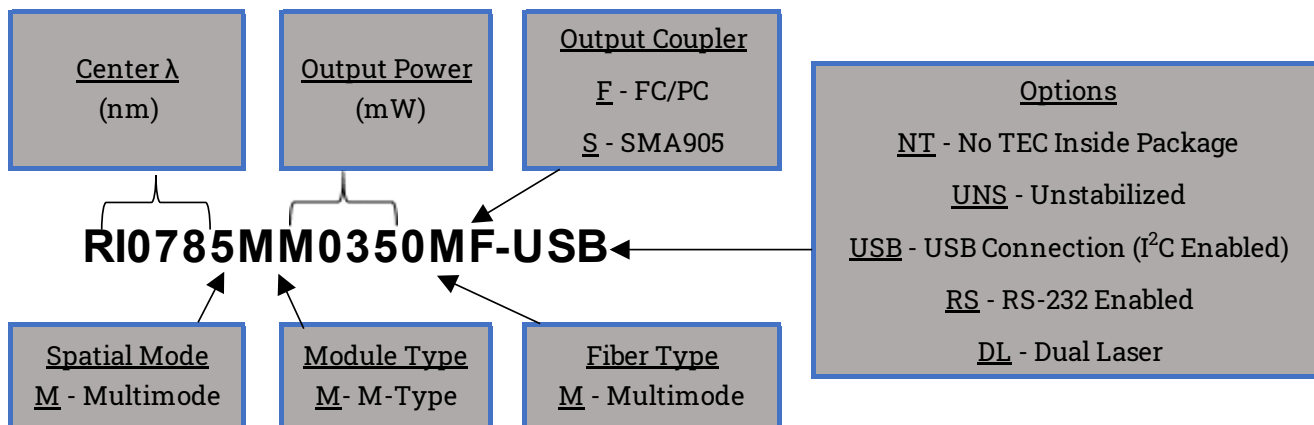 Center λ
(nm)
Output Power
(mW)
Output Coupler
F - FC/PC
S - SMA905
Options
NT - No TEC Inside Package
UNS - Unstabilized
USB - USB Connection (I²C Enabled)
RS - RS-232 Enabled
DL - Dual Laser
RI0785MM0350MF-USB
Spatial Mode
M - Multimode
Module Type
M- M-Type
Fiber Type
M - Multimode